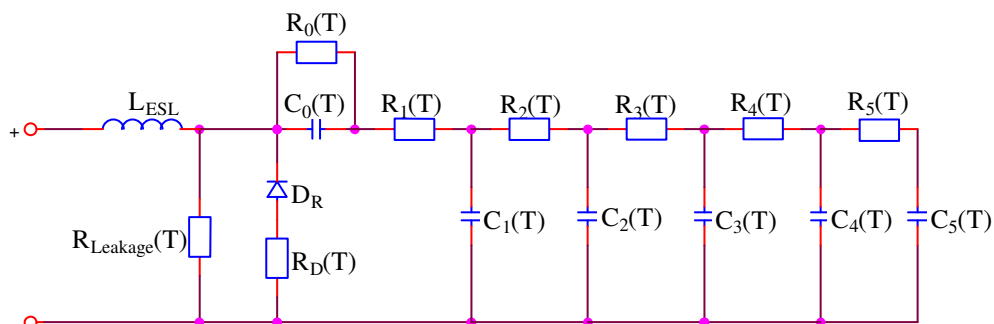 R0(T)
LESL
C0(T)
R1(T)
R2(T)
R3(T)
R4(T)
R5(T)
+
DR
RLeakage(T)
RD(T)
C1(T)
C2(T)
C3(T)
C4(T)
C5(T)